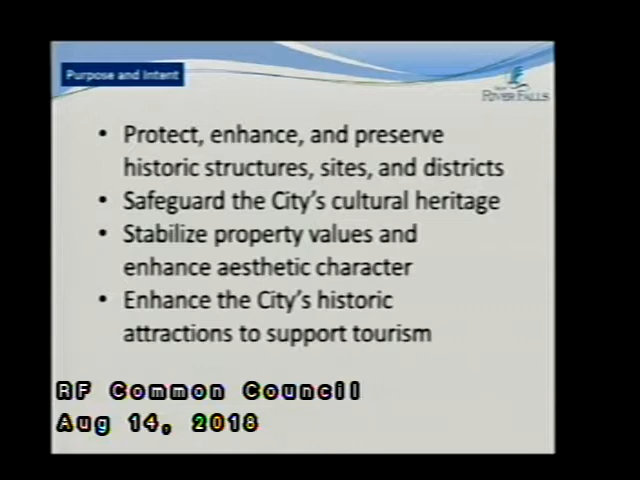 Purpose and Intent
RIVER FALLS
• Protect, enhance, and preserve
historic structures, sites, and districts
• Safeguard the City's cultural heritage
• Stabilize property values and
enhance aesthetic character
• Enhance the City's historic
attractions to support tourism
RF Common Council
Aug 14, 2018